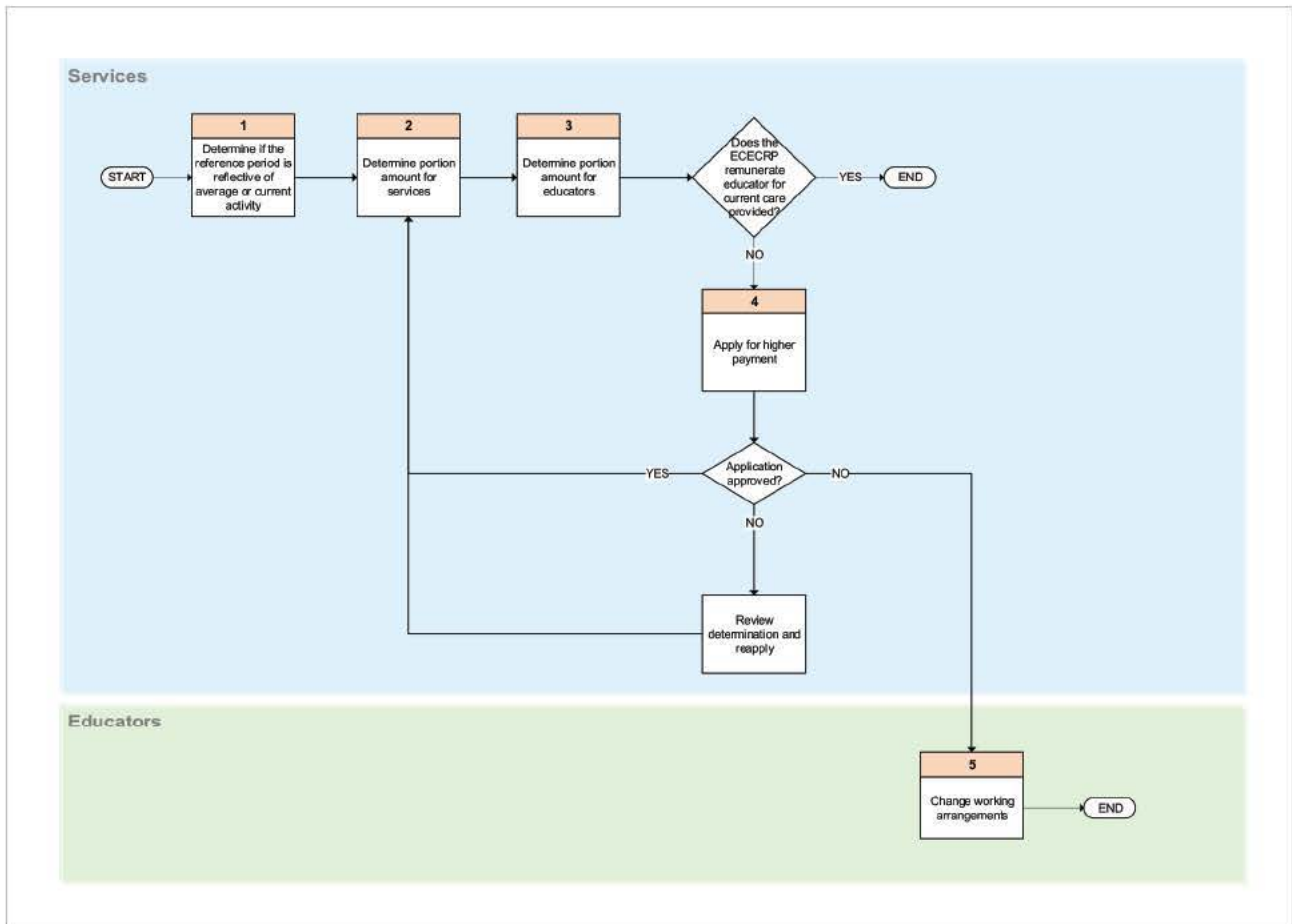 Services
1
Determine if the
reference period is
reflective of
average or current
activity
2
Determine portion
amount for
services
3
Determine portion
amount for
educators
Does the
ECECRP
remunerate
educator for
current care
provided?
START
YES
END
NO
4
Apply for higher
payment
Application
approved?
YES
NO
NO
Review
determination and
reapply
Educators
5
Change working
arrangements
END